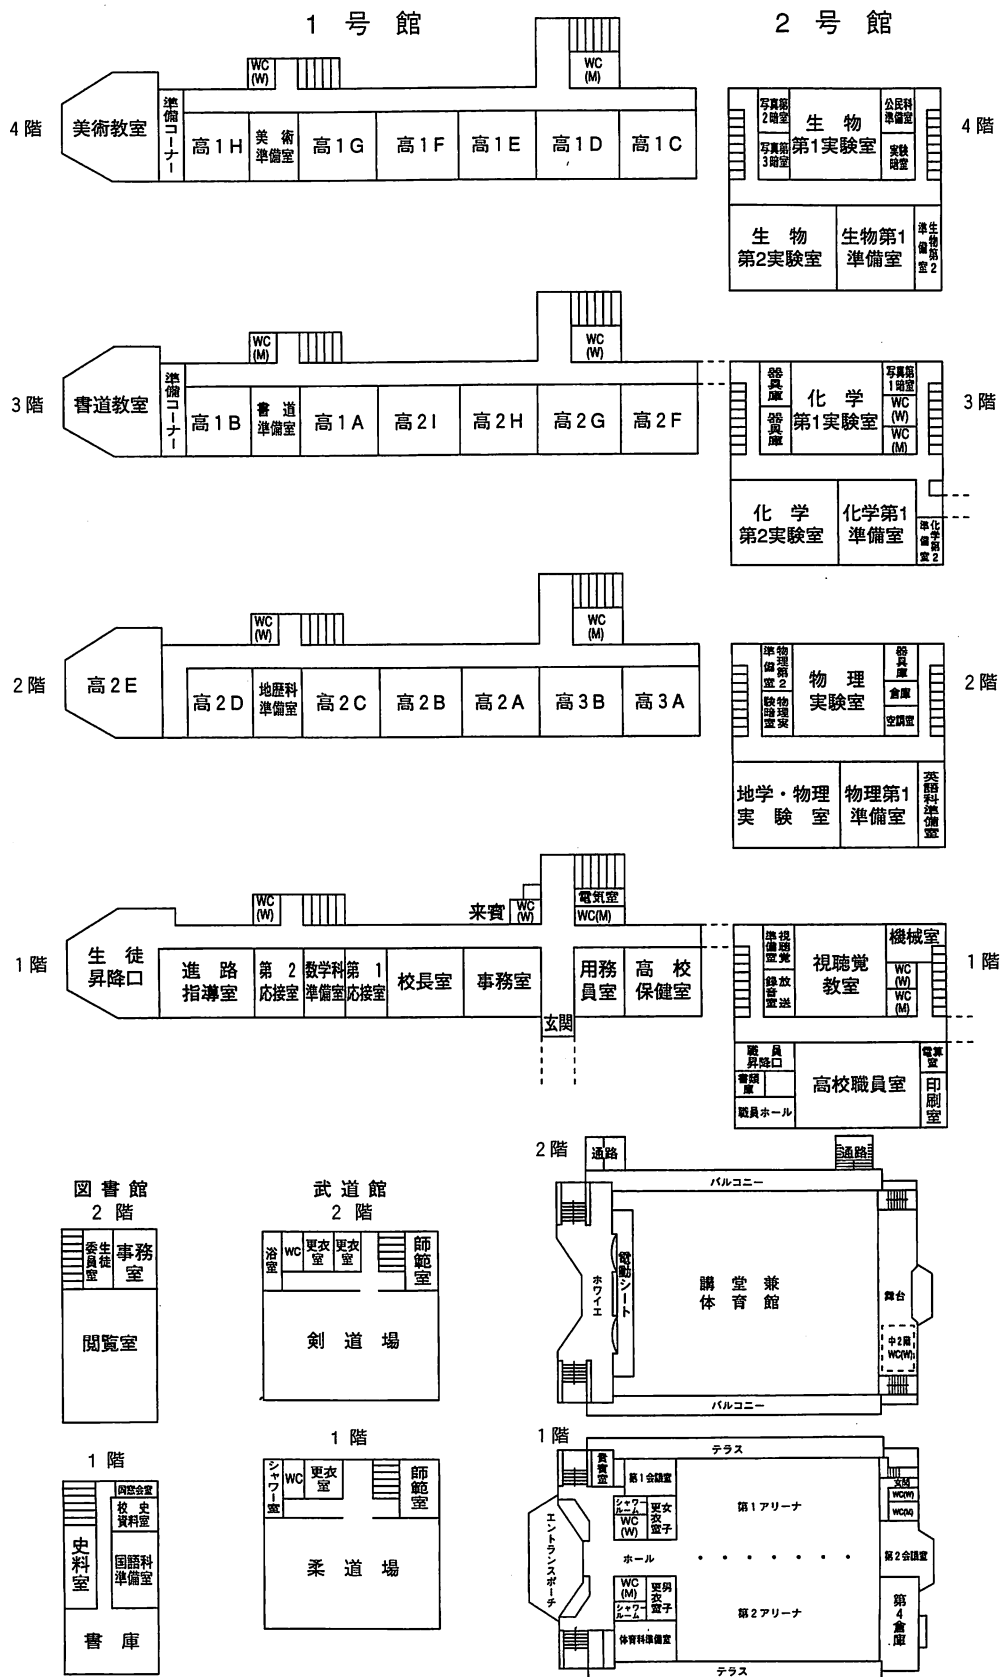 1号館
2号館
4階
美術教室
準備コーナー
WC
(W)
WC
(M)
高1H
美術
準備室
高1G
高1F
高1E
高1D
高1C
写真第
2暗室
写真第
3暗室
生物
第1実験室
公民科
準備室
実験
暗室
4階
生物
第2実験室
生物第1
準備室
生物第2
準備室
3階
書道教室
準備コーナー
WC
(M)
WC
(W)
高1B
書道
準備室
高1A
高2I
高2H
高2G
高2F
器具庫
器具庫
化学
第1実験室
写真第
1暗室
WC
(W)
WC
(M)
3階
化学
第2実験室
化学第1
準備室
化学第2
準備室
2階
高2E
WC
(W)
WC
(M)
高2D
地歴科
準備室
高2C
高2B
高2A
高3B
高3A
物理第2
準備室
物理実
験暗室
物理
実験室
器具庫
倉庫
空調室
2階
地学・物理
実験室
物理第1
準備室
英語科準備室
1階
生徒
昇降口
WC
(W)
来賓
WC
(W)
電気室
WC(M)
進路
指導室
第2
応接室
数学科
準備室
第1
応接室
校長室
事務室
玄関
用務
員室
高校
保健室
視聴覚
準備室
放送
録音室
視聴覚
教室
機械室
WC
(W)
WC
(M)
1階
職員
昇降口
書類
庫
職員ホール
高校職員室
電算
室
印刷室
図書館
2階
生徒
委員室
事務
室
閲覧室
1階
同窓会室
校史
資料室
史料室
国語科
準備室
書庫
武道館
2階
浴室
WC
更衣
室
更衣
室
師範室
剣道場
1階
シャワー室
WC
更衣
室
師範室
柔道場
2階
通路
通路
バルコニー
ホワイエ
電動シート
講堂兼
体育館
舞台
中2階
WC(W)
バルコニー
1階
テラス
貴賓室
第1会議室
シャワー
ルーム
WC
(W)
女子
更衣室
第1アリーナ
玄関
WC(W)
WC(M)
エントランスポーチ
ホール
第2会議室
WC
(M)
シャワー
ルーム
男子
更衣室
体育科準備室
第2アリーナ
第4倉庫
テラス